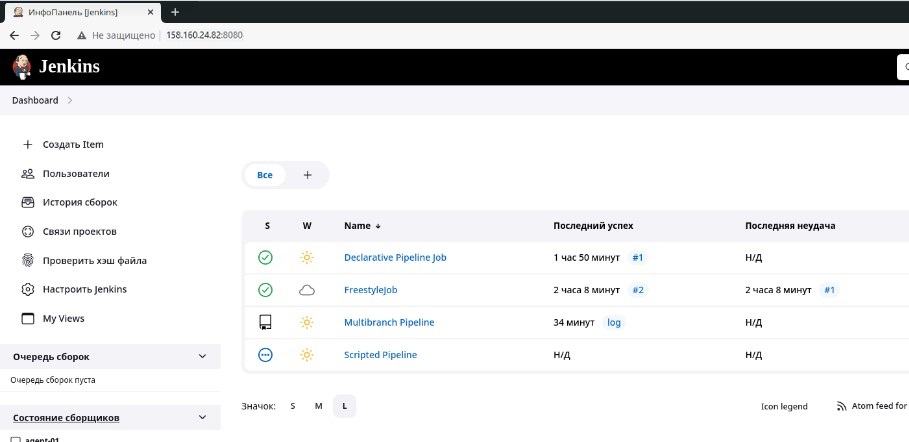 ИнфоПанель [Jenkins]
Не защищено 158.160.24.82:8080
Jenkins
Dashboard
Создать Item
Пользователи
История сборок
Связи проектов
Проверить хэш файла
Настроить Jenkins
My Views
Очередь сборок
Очередь сборок пуста
Состояние сборщиков
agent-01
Все +
S W Name ↓ Последний успех Последняя неудача
Declarative Pipeline Job 1 час 50 минут #1 Н/Д
FreestyleJob 2 часа 8 минут #2 2 часа 8 минут #1
Multibranch Pipeline 34 минут log Н/Д
Scripted Pipeline Н/Д Н/Д
Значок: S M L Icon legend Atom feed for